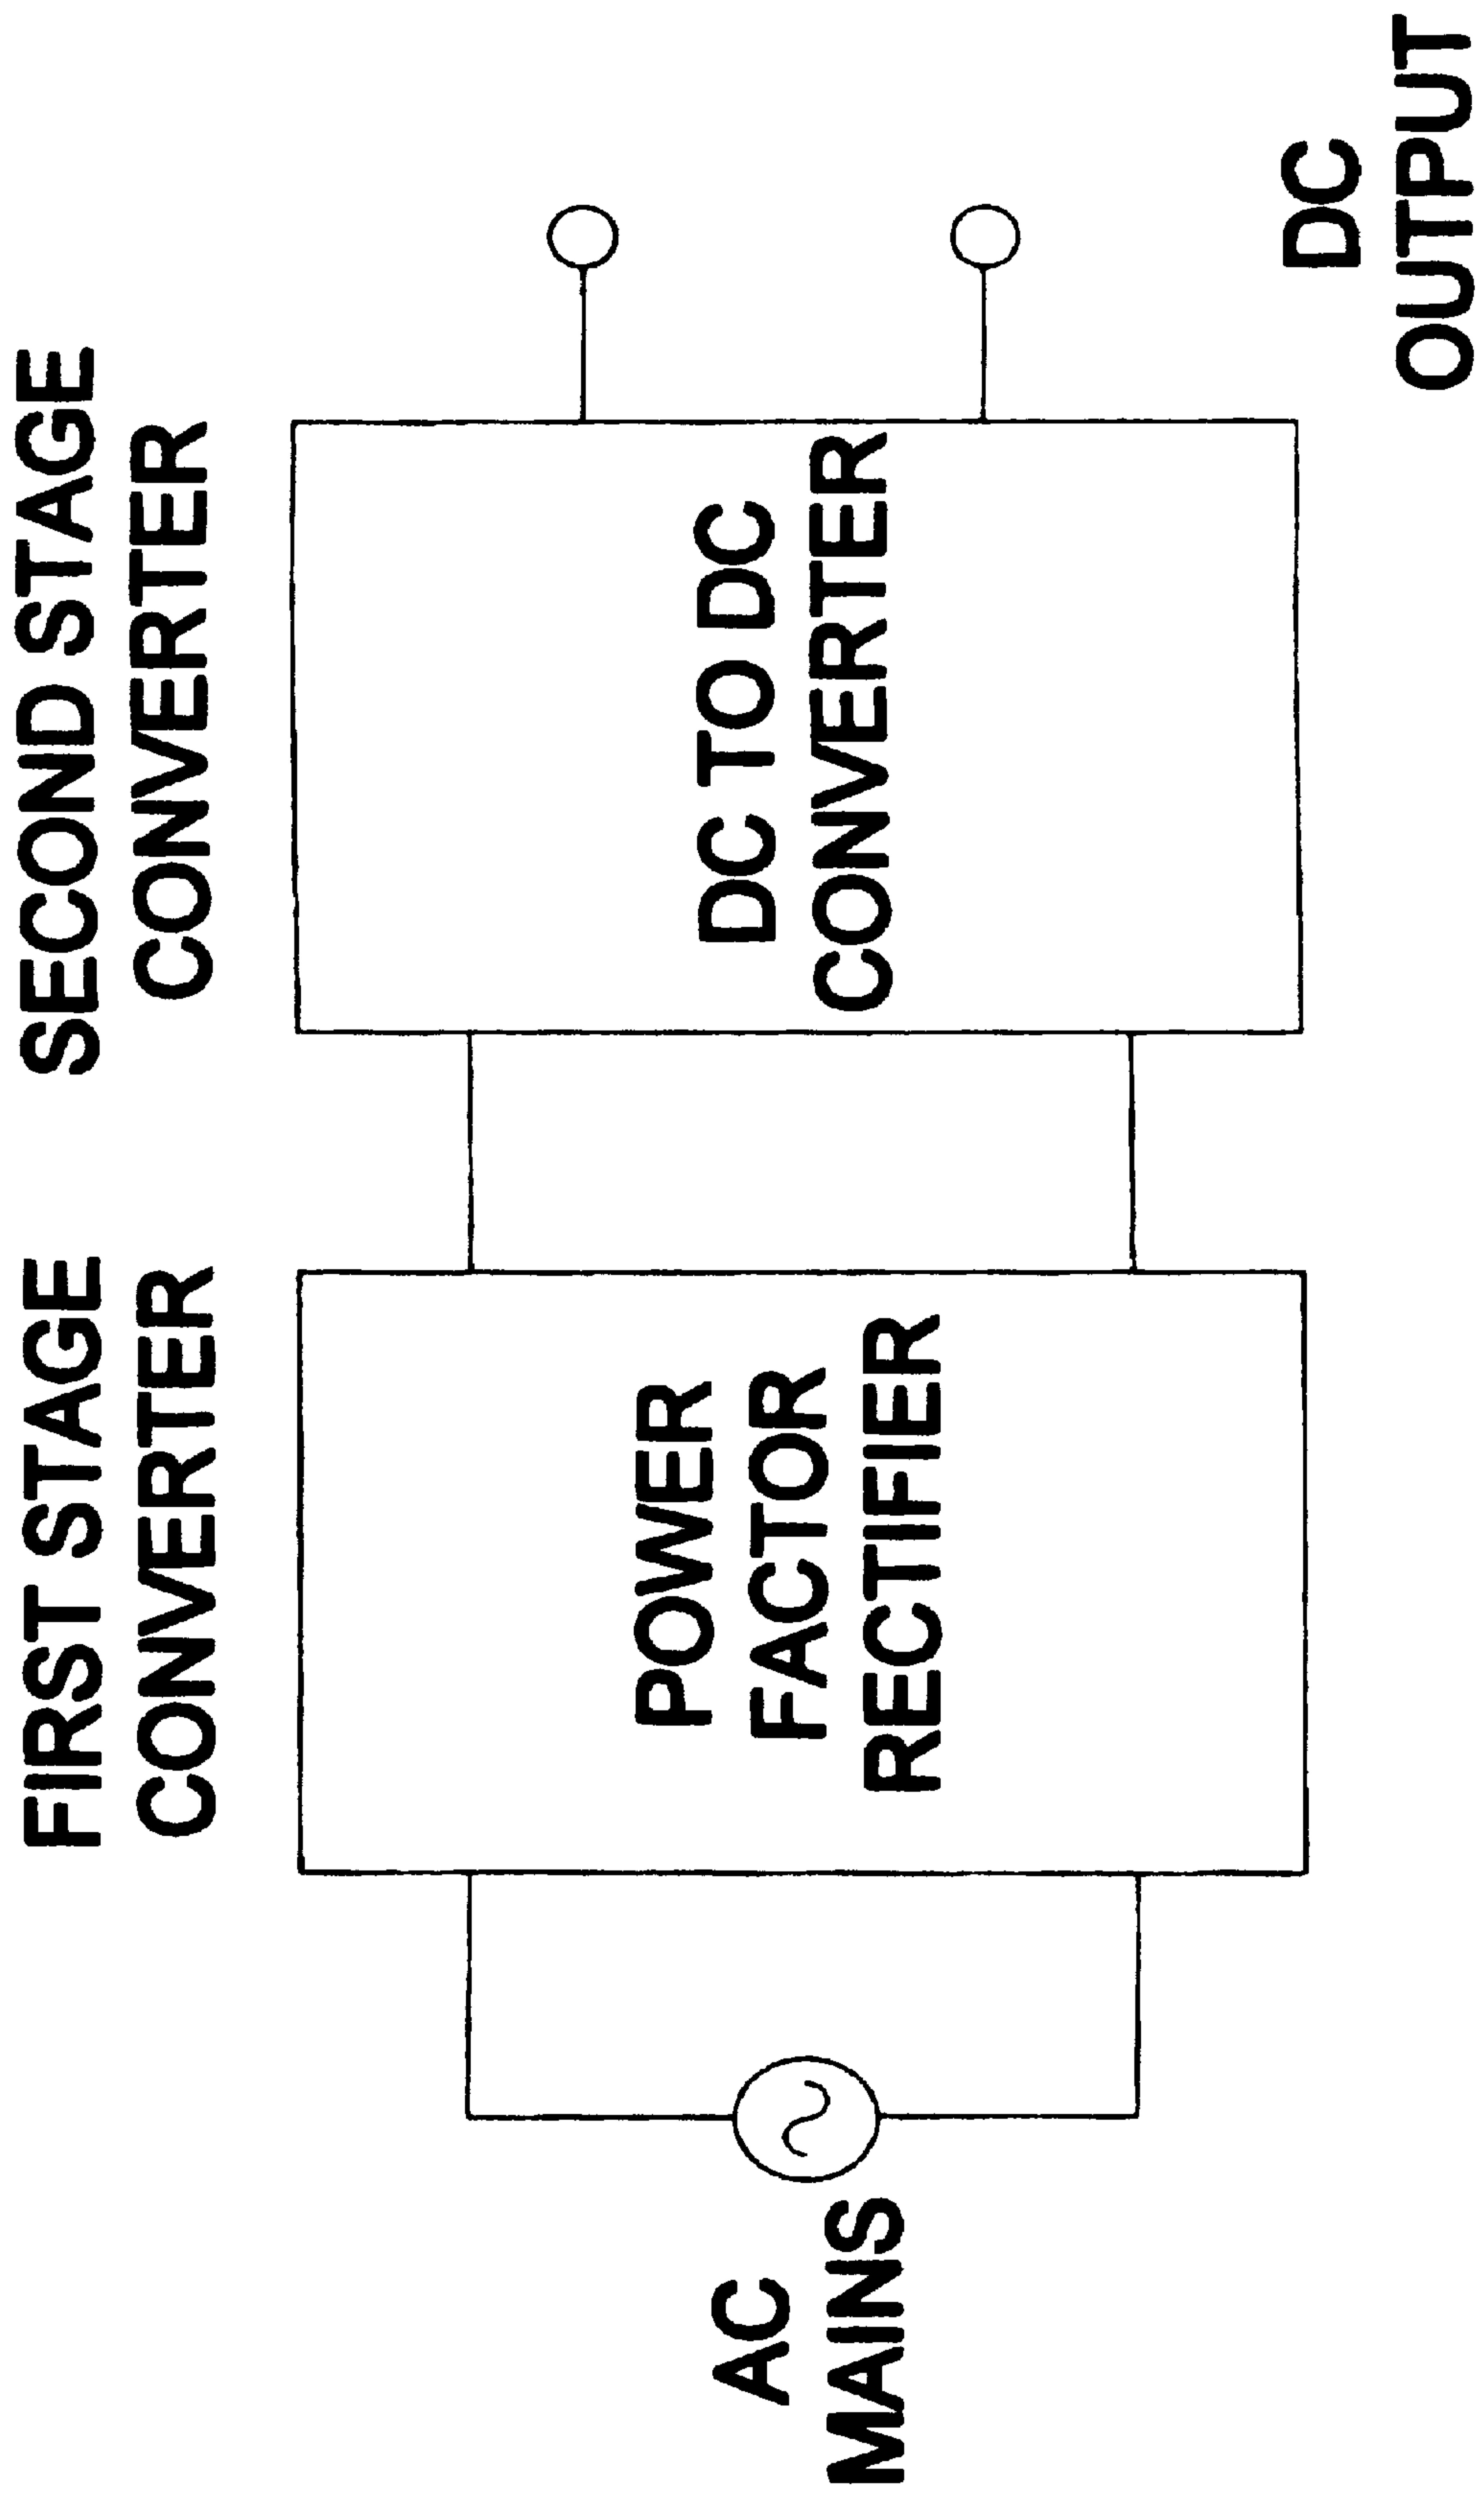 FIRST STAGE
CONVERTER
SECOND STAGE
CONVERTER
AC
MAINS
POWER
FACTOR
RECTIFIER
DC TO DC
CONVERTER
DC
OUTPUT